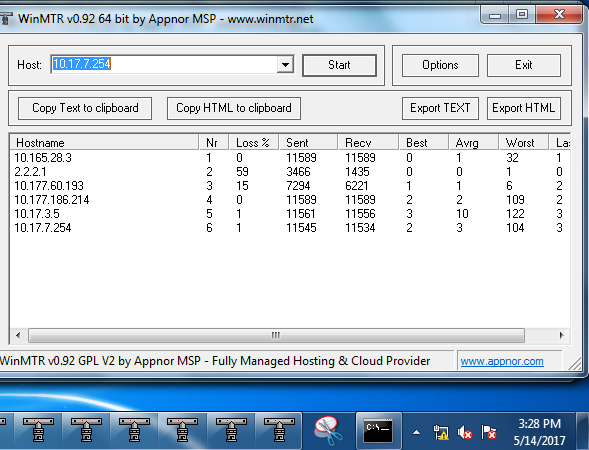 WinMTR v0.92 64 bit by Appnor MSP - www.winmtr.net
Host: 10.17.7.254 Start Options Exit
Copy Text to clipboard Copy HTML to clipboard Export TEXT Export HTML
Hostname Nr Loss % Sent Recv Best Avrg Worst Las
10.165.28.3 1 0 11589 11589 0 1 32 1
2.2.2.1 2 59 3466 1435 0 0 1 0
10.177.60.193 3 15 7294 6221 1 1 6 2
10.177.186.214 4 0 11589 11589 2 2 109 2
10.17.3.5 5 1 11561 11556 3 10 122 3
10.17.7.254 6 1 11545 11534 2 3 104 3
WinMTR v0.92 GPL V2 by Appnor MSP - Fully Managed Hosting & Cloud Provider www.appnor.com
C:\_
3:28 PM
5/14/2017